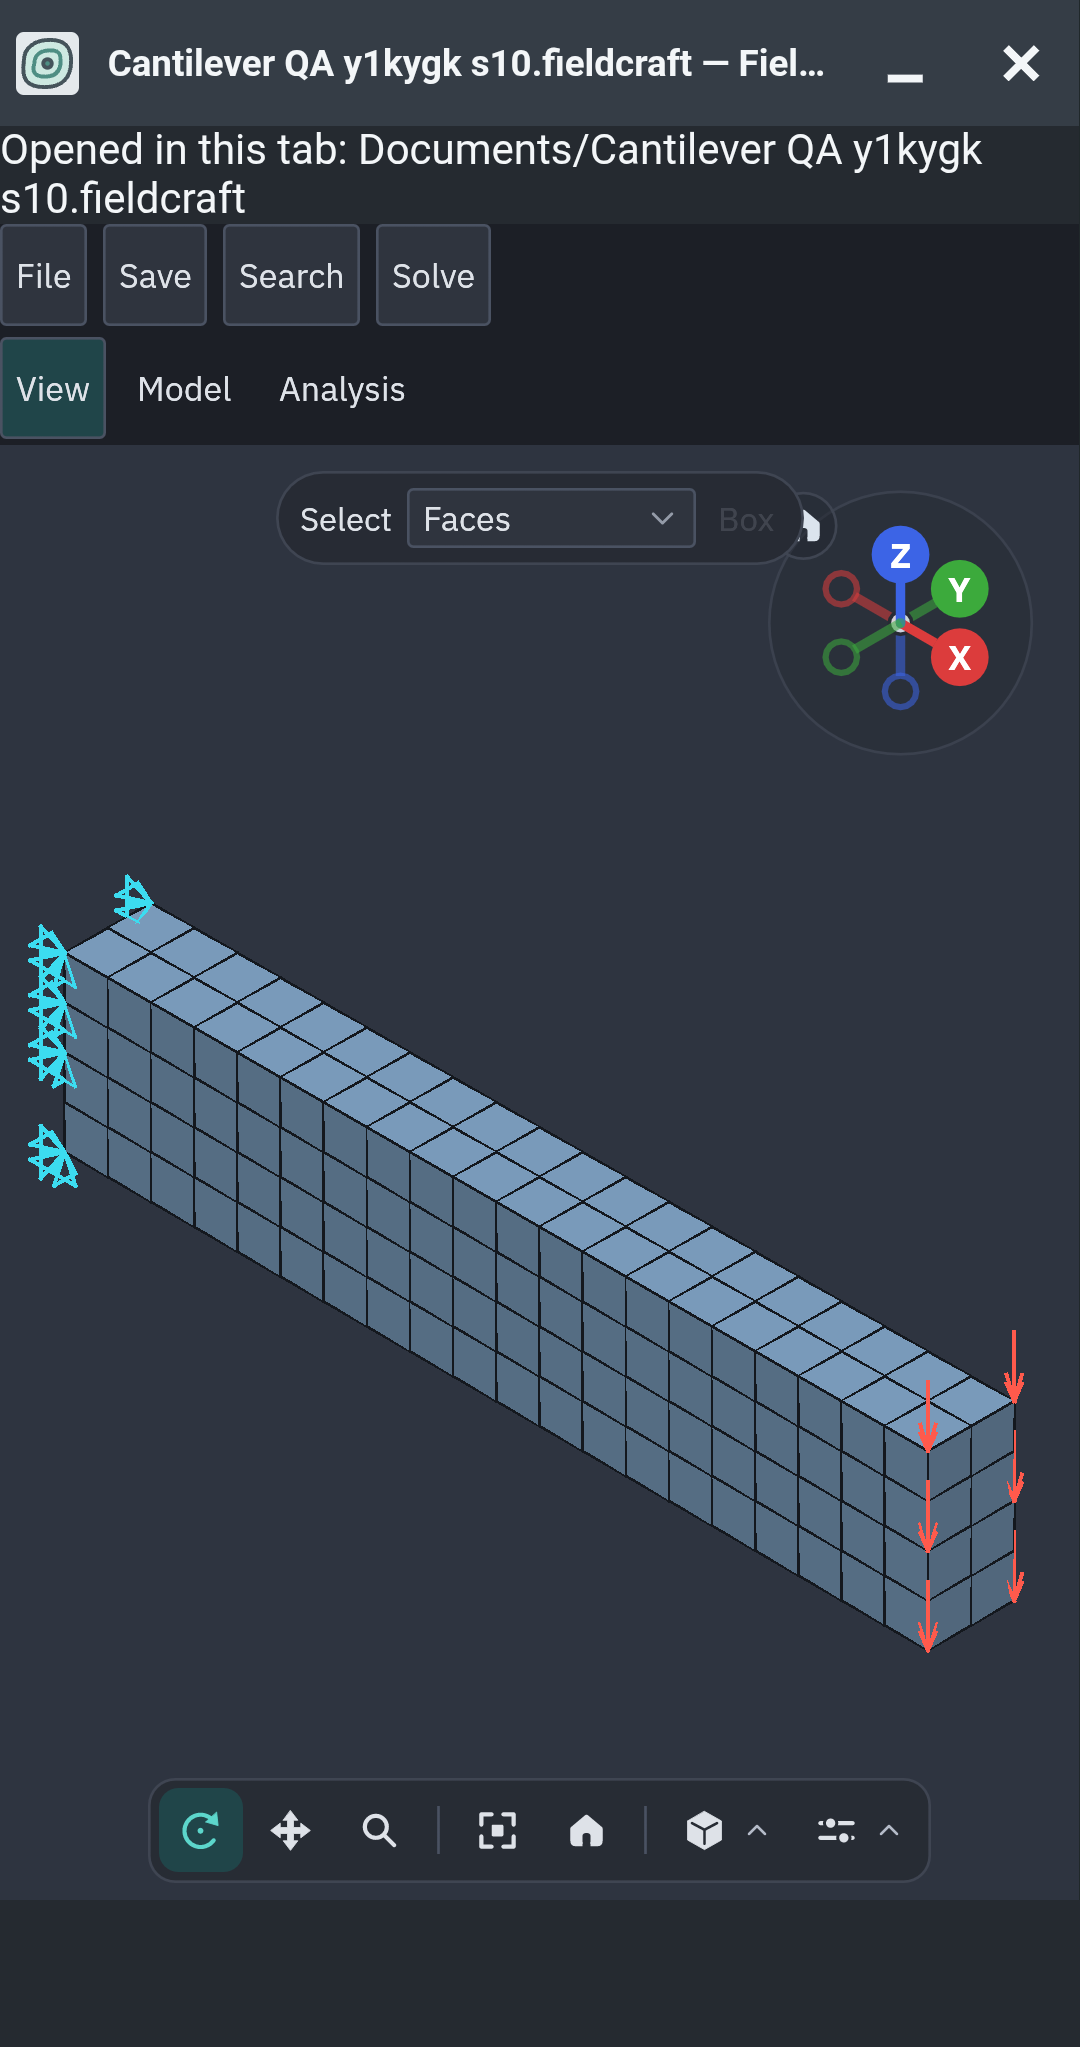 Cantilever QA y1kygk s10.fieldcraft — Fiel...
Opened in this tab: Documents/Cantilever QA y1kygk
s10.fieldcraft
File Save Search Solve
View Model Analysis
Select Faces Box
Z
Y
X